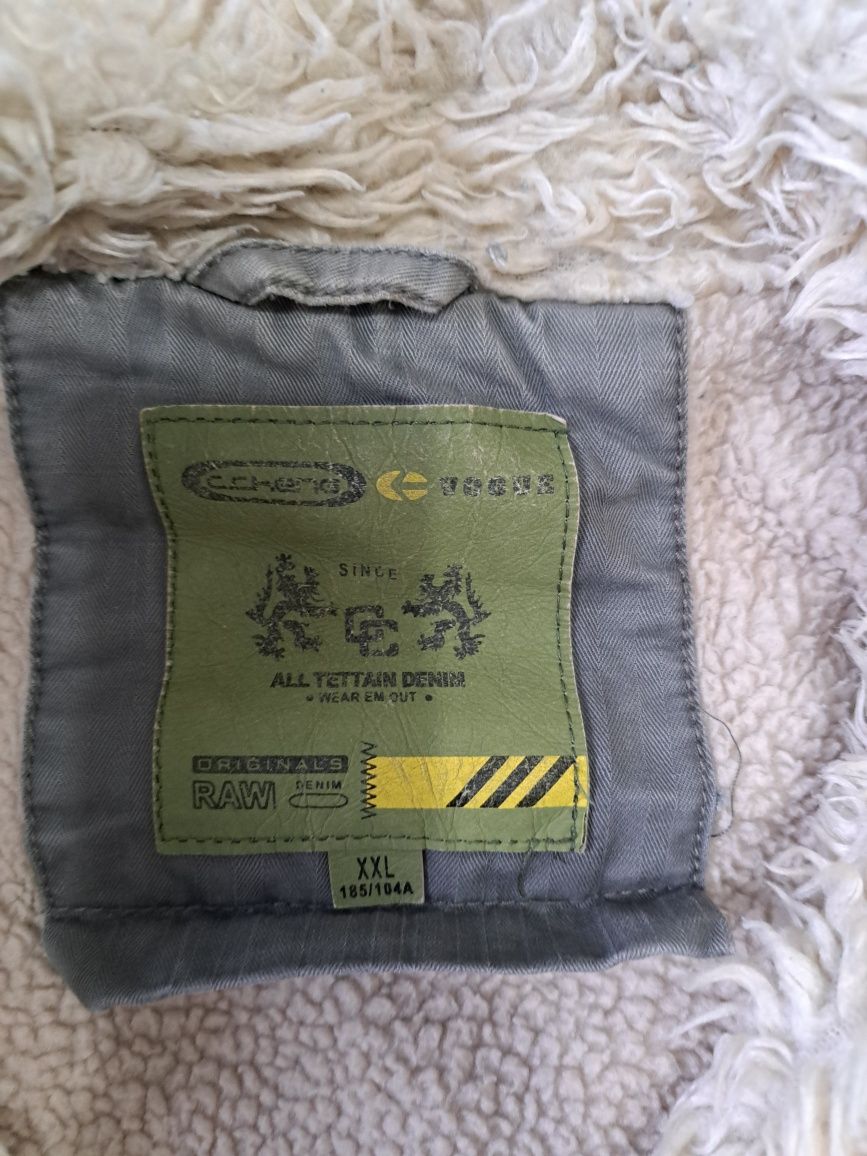 C.CHENG VOGUE
SINCE
CC
ALL TETTAIN DENIM
• WEAR EM OUT •
ORIGINALS
RAW DENIM
XXL
185/104A